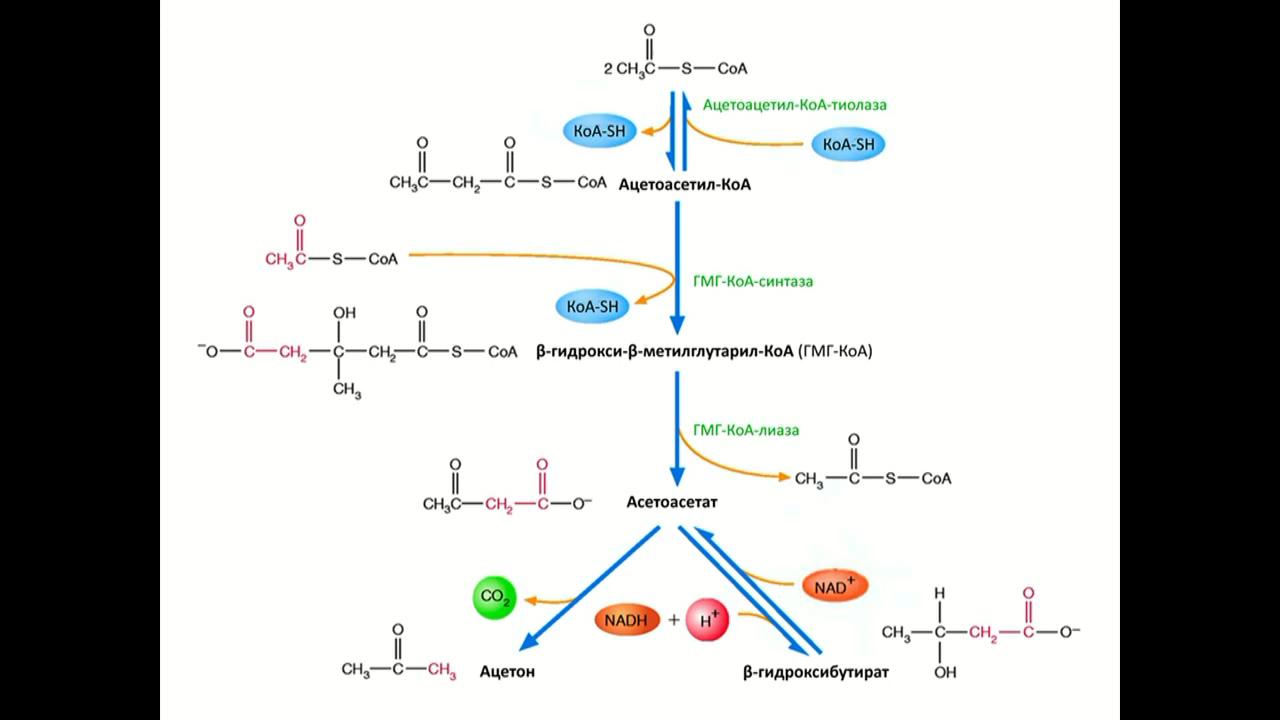 O
2 CH₃C—S—CoA
Ацетоацетил-КоА-тиолаза
КоА-SH
КоА-SH
O O
CH₃C—CH₂—C—S—CoA Ацетоасетил-КоА
O
CH₃C—S—CoA
ГМГ-КоА-синтаза
КоА-SH
O OH O
⁻O—C—CH₂—C—CH₂—C—S—CoA β-гидрокси-β-метилглутарил-КоА (ГМГ-КоА)
CH₃
ГМГ-КоА-лиаза
O
CH₃—C—S—CoA
O O
CH₃C—CH₂—C—O⁻ Асетоасетат
NAD⁺
CO₂
NADH + H⁺
H O
CH₃—C—CH₂—C—O⁻
OH
O
CH₃—C—CH₃ Ацетон
β-гидроксибутират